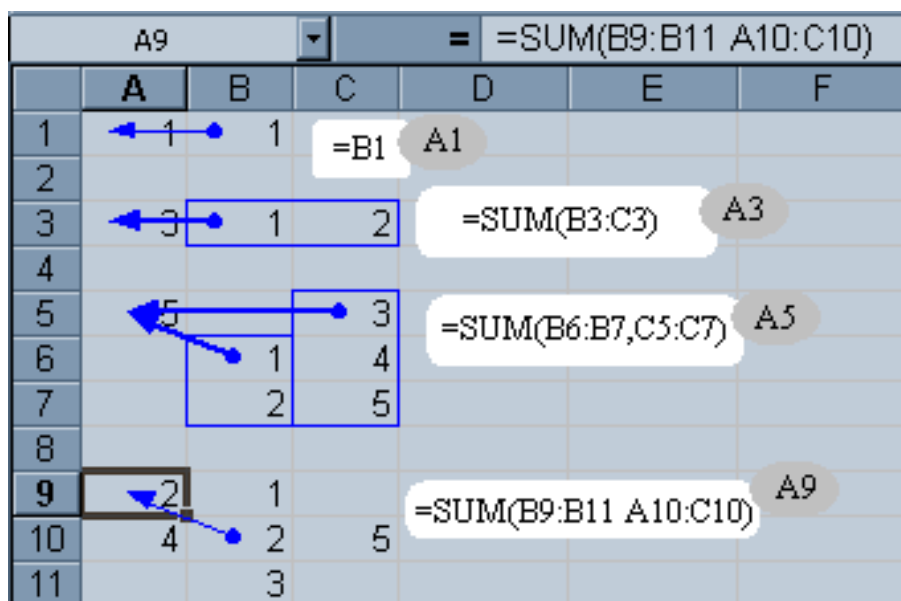 A9 = =SUM(B9:B11 A10:C10)
A B C D E F
1 1 1 =B1 A1
2
3 3 1 2 =SUM(B3:C3) A3
4
5 5 3 =SUM(B6:B7,C5:C7) A5
6 1 4
7 2 5
8
9 2 1 =SUM(B9:B11 A10:C10) A9
10 4 2 5
11 3